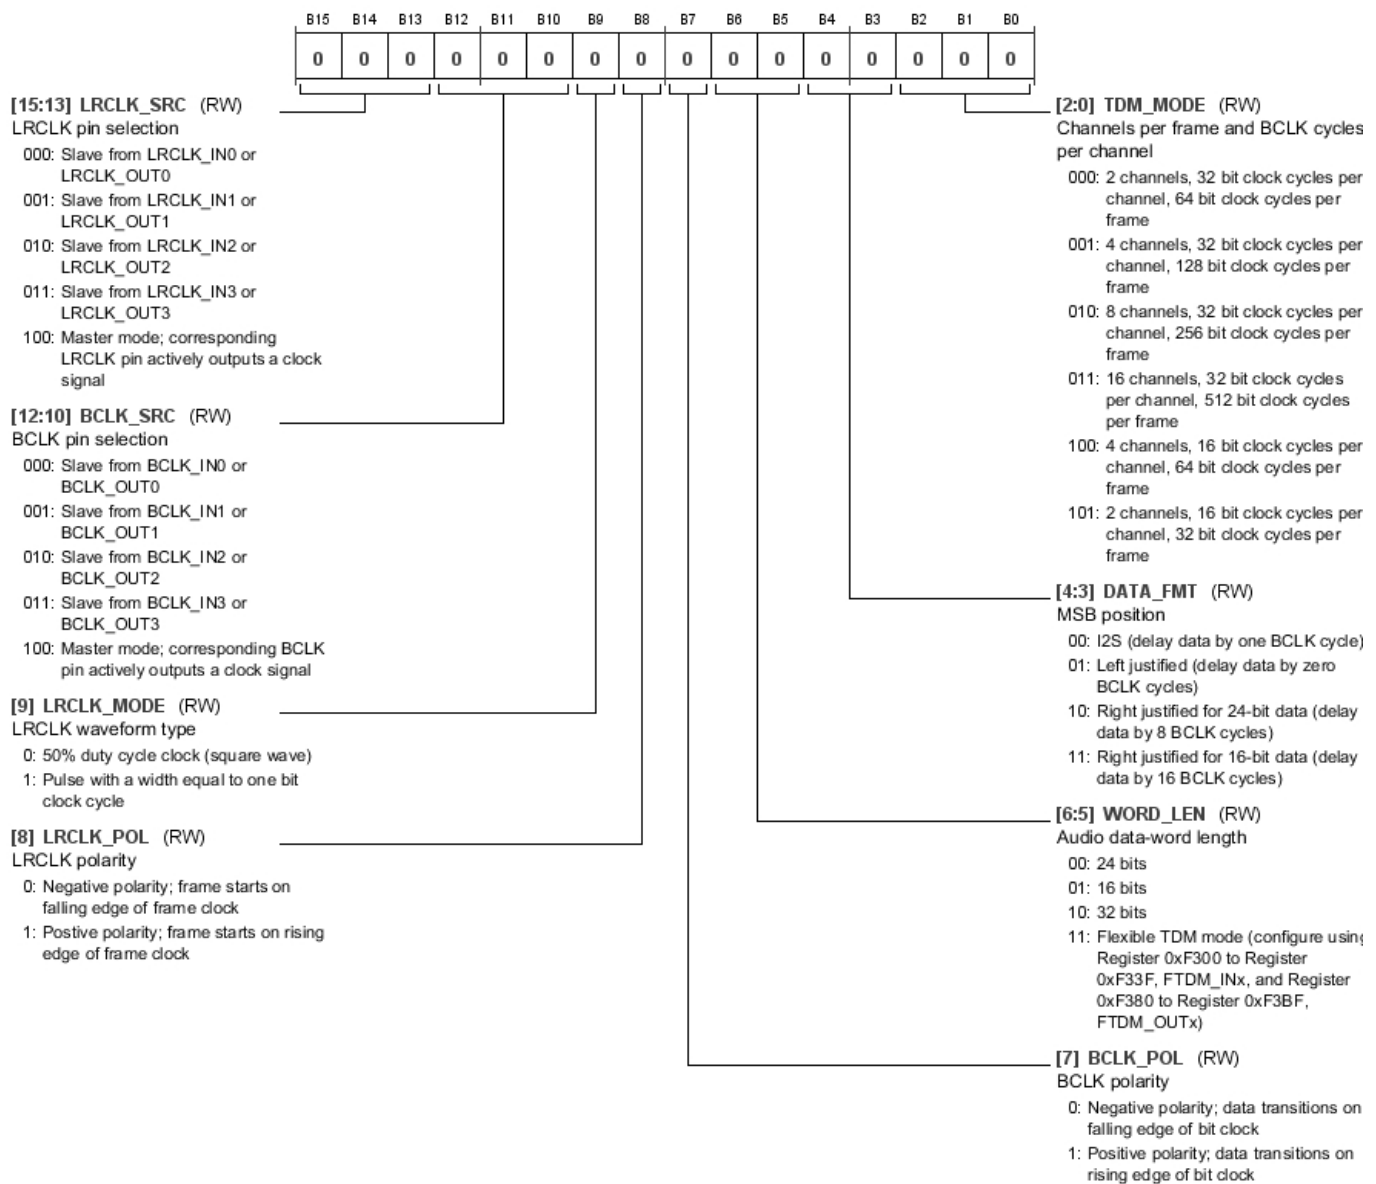 B15 B14 B13 B12 B11 B10 B9 B8 B7 B6 B5 B4 B3 B2 B1 B0
0 0 0 0 0 0 0 0 0 0 0 0 0 0 0 0
[15:13] LRCLK_SRC (RW)
LRCLK pin selection
000: Slave from LRCLK_IN0 or
LRCLK_OUT0
001: Slave from LRCLK_IN1 or
LRCLK_OUT1
010: Slave from LRCLK_IN2 or
LRCLK_OUT2
011: Slave from LRCLK_IN3 or
LRCLK_OUT3
100: Master mode; corresponding
LRCLK pin actively outputs a clock
signal
[12:10] BCLK_SRC (RW)
BCLK pin selection
000: Slave from BCLK_IN0 or
BCLK_OUT0
001: Slave from BCLK_IN1 or
BCLK_OUT1
010: Slave from BCLK_IN2 or
BCLK_OUT2
011: Slave from BCLK_IN3 or
BCLK_OUT3
100: Master mode; corresponding BCLK
pin actively outputs a clock signal
[9] LRCLK_MODE (RW)
LRCLK waveform type
0: 50% duty cycle clock (square wave)
1: Pulse with a width equal to one bit
clock cycle
[8] LRCLK_POL (RW)
LRCLK polarity
0: Negative polarity; frame starts on
falling edge of frame clock
1: Postive polarity; frame starts on rising
edge of frame clock
[2:0] TDM_MODE (RW)
Channels per frame and BCLK cycles
per channel
000: 2 channels, 32 bit clock cycles per
channel, 64 bit clock cycles per
frame
001: 4 channels, 32 bit clock cycles per
channel, 128 bit clock cycles per
frame
010: 8 channels, 32 bit clock cycles per
channel, 256 bit clock cycles per
frame
011: 16 channels, 32 bit clock cycles
per channel, 512 bit clock cycles
per frame
100: 4 channels, 16 bit clock cycles per
channel, 64 bit clock cycles per
frame
101: 2 channels, 16 bit clock cycles per
channel, 32 bit clock cycles per
frame
[4:3] DATA_FMT (RW)
MSB position
00: I2S (delay data by one BCLK cycle)
01: Left justified (delay data by zero
BCLK cycles)
10: Right justified for 24-bit data (delay
data by 8 BCLK cycles)
11: Right justified for 16-bit data (delay
data by 16 BCLK cycles)
[6:5] WORD_LEN (RW)
Audio data-word length
00: 24 bits
01: 16 bits
10: 32 bits
11: Flexible TDM mode (configure using
Register 0xF300 to Register
0xF33F, FTDM_INx, and Register
0xF380 to Register 0xF3BF,
FTDM_OUTx)
[7] BCLK_POL (RW)
BCLK polarity
0: Negative polarity; data transitions on
falling edge of bit clock
1: Positive polarity; data transitions on
rising edge of bit clock